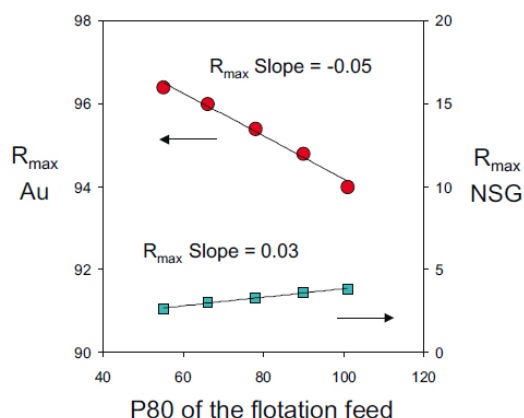 98
20
Rmax Slope = -0.05
96
15
Rmax
Au
Rmax
NSG
94
10
Rmax Slope = 0.03
92
5
90
0
40
60
80
100
120
P80 of the flotation feed